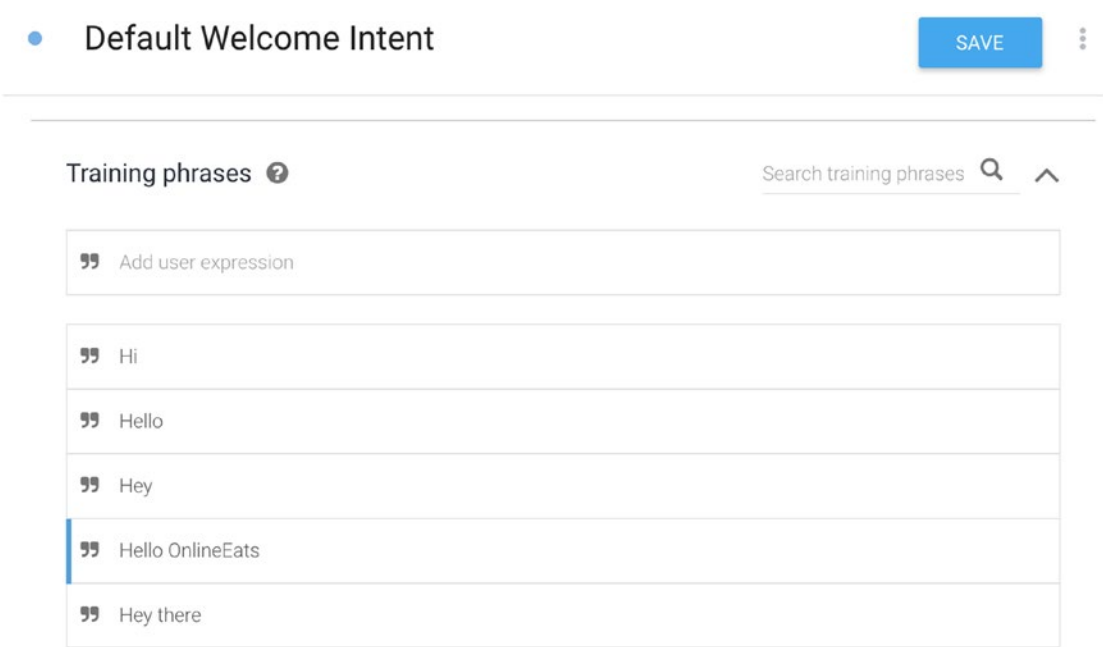 Default Welcome Intent
SAVE
Training phrases
Search training phrases
Add user expression
Hi
Hello
Hey
Hello OnlineEats
Hey there